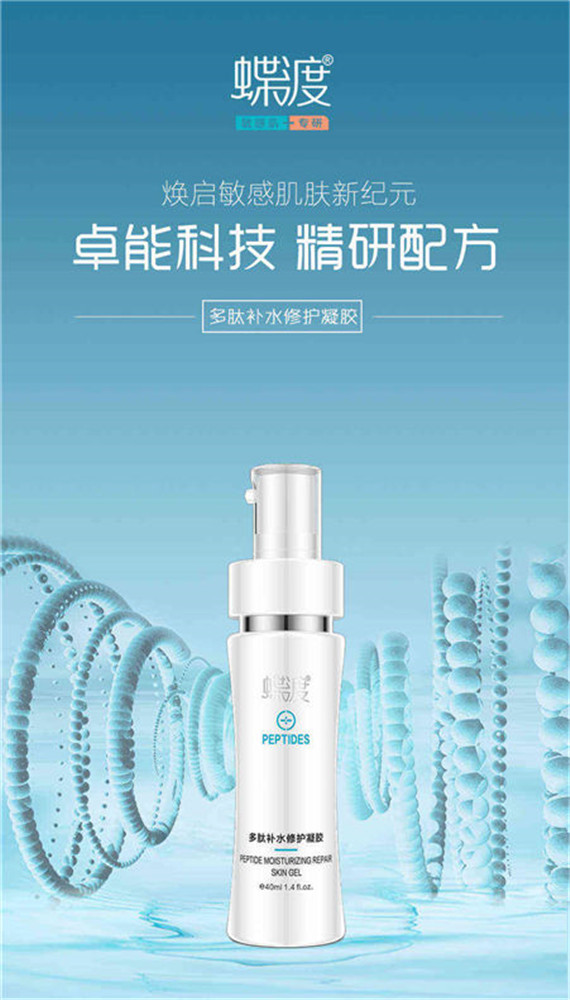 蝶度®
敏感肌 专研
焕启敏感肌肤新纪元
卓能科技 精研配方
多肽补水修护凝胶
蝶度®
PEPTIDES
多肽补水修护凝胶
PEPTIDE MOISTURIZING REPAIR
SKIN GEL
℮40ml 1.4 fl.oz.